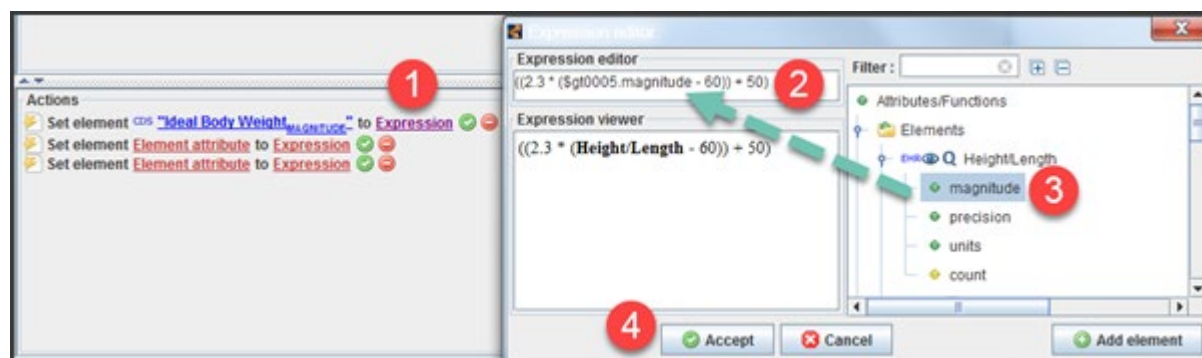 Actions
Set element CDS "Ideal Body Weight MAGNITUDE" to Expression
Set element Element attribute to Expression
Set element Element attribute to Expression
1
Expression editor
X
Expression editor
((2.3 * ($gt0005.magnitude - 60)) + 50)
2
Expression viewer
((2.3 * (Height/Length - 60)) + 50)
Filter :
Attributes/Functions
Elements
EHR Q Height/Length
magnitude
3
precision
units
count
4
Accept
Cancel
Add element